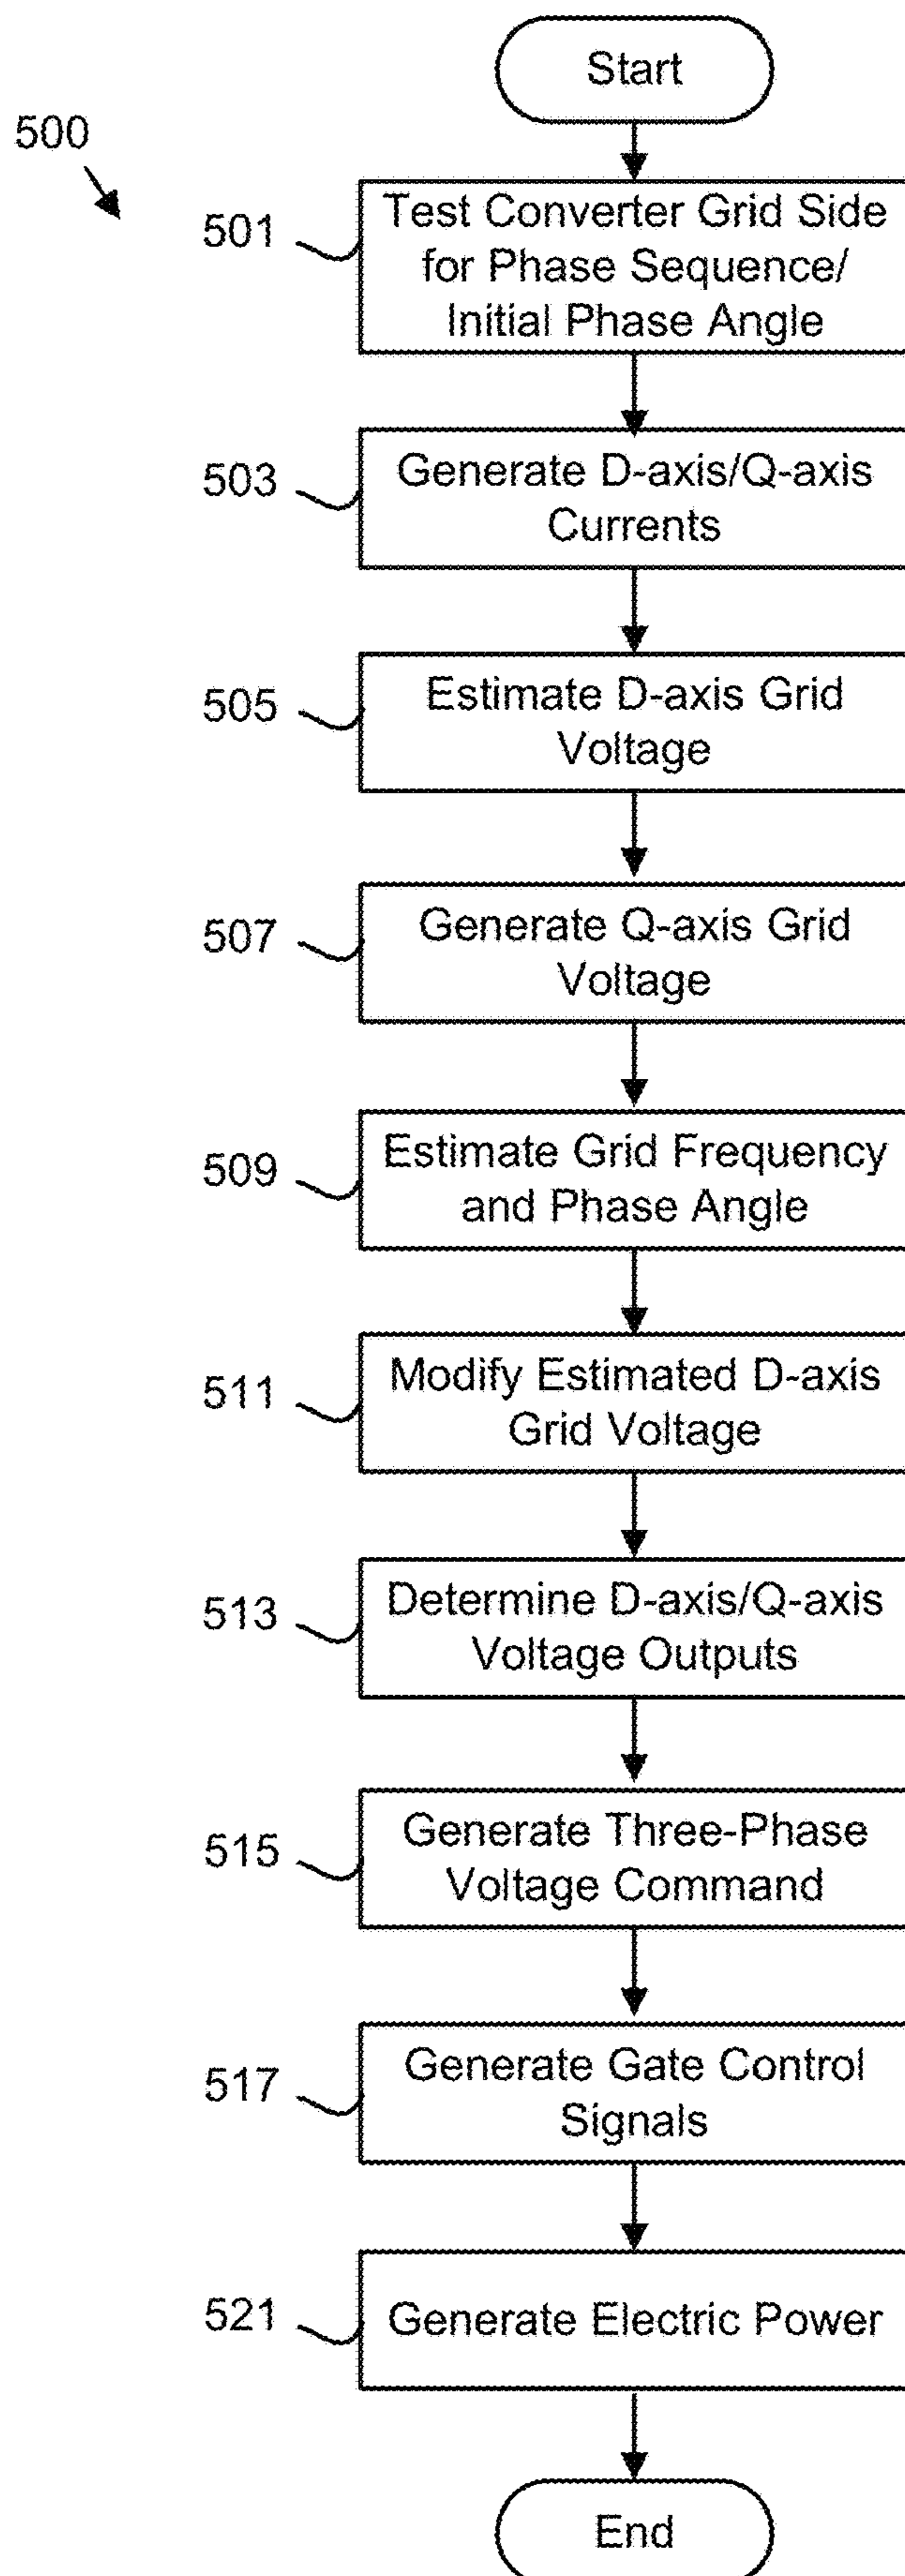 Start
500
501
Test Converter Grid Side
for Phase Sequence/
Initial Phase Angle
503
Generate D-axis/Q-axis
Currents
505
Estimate D-axis Grid
Voltage
507
Generate Q-axis Grid
Voltage
509
Estimate Grid Frequency
and Phase Angle
511
Modify Estimated D-axis
Grid Voltage
513
Determine D-axis/Q-axis
Voltage Outputs
515
Generate Three-Phase
Voltage Command
517
Generate Gate Control
Signals
521
Generate Electric Power
End